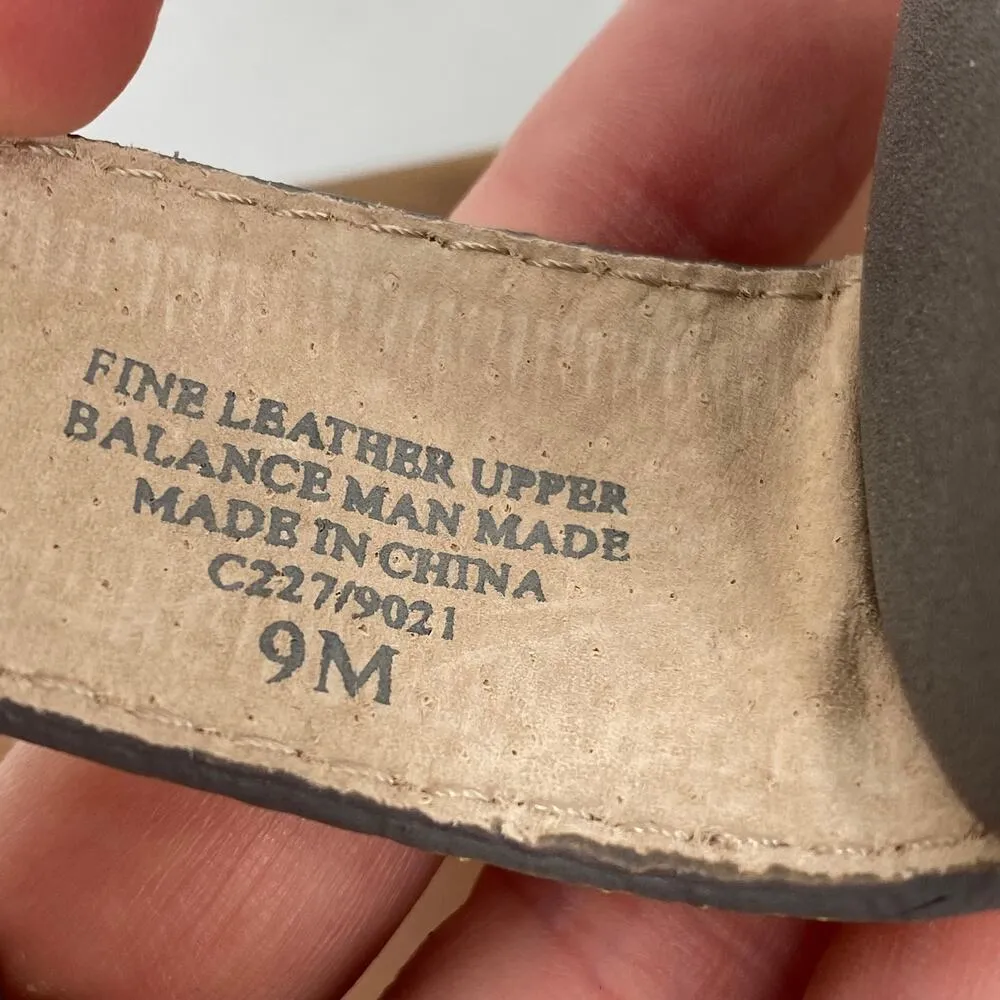 FINE LEATHER UPPER
BALANCE MAN MADE
MADE IN CHINA
C227/9021
9M